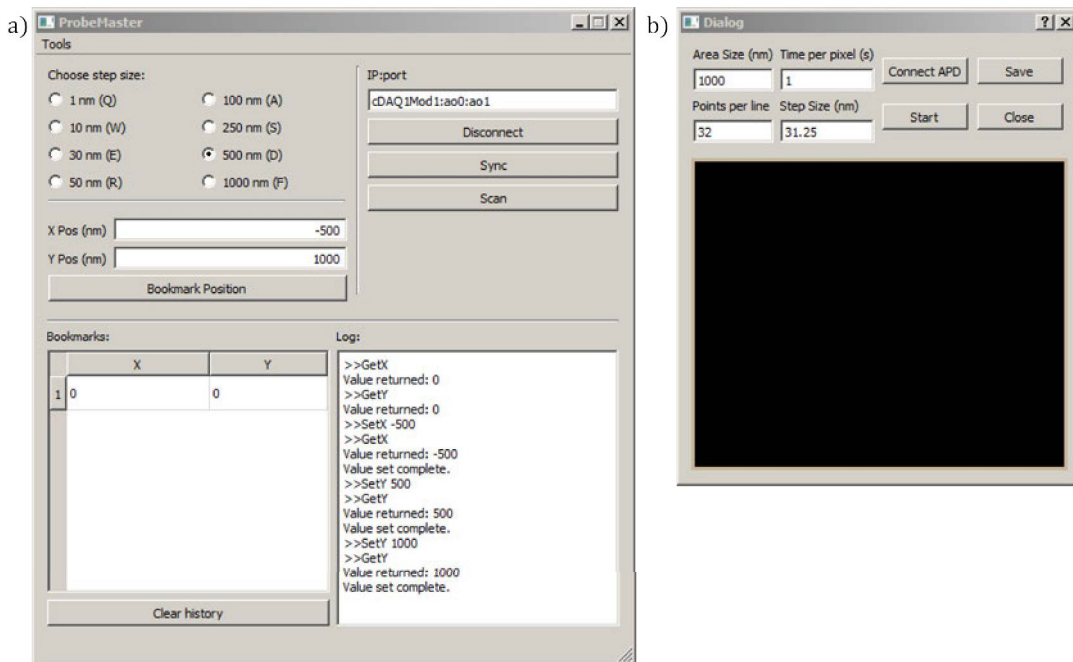 a)
ProbeMaster
Tools
Choose step size:
1 nm (Q)
100 nm (A)
10 nm (W)
250 nm (S)
30 nm (E)
500 nm (D)
50 nm (R)
1000 nm (F)
X Pos (nm) -500
Y Pos (nm) 1000
Bookmark Position
IP:port
cDAQ1Mod1:ao0:ao1
Disconnect
Sync
Scan
Bookmarks:
X Y
1 0 0
Clear history
Log:
>>GetX
Value returned: 0
>>GetY
Value returned: 0
>>SetX -500
>>GetX
Value returned: -500
Value set complete.
>>SetY 500
>>GetY
Value returned: 500
Value set complete.
>>SetY 1000
>>GetY
Value returned: 1000
Value set complete.
b)
Dialog
Area Size (nm) Time per pixel (s)
1000 1
Connect APD Save
Points per line Step Size (nm)
32 31.25
Start Close